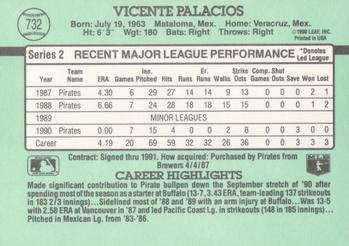 732
VICENTE PALACIOS
Born: July 19, 1963 Mataloma, Mex. Home: Veracruz, Mex.
Ht: 6'3" Wgt: 180 Bats: Right Throws: Right
©1990 LEAF, INC.
Printed in USA
Series 2 RECENT MAJOR LEAGUE PERFORMANCE *Denotes Led League
Year Team Name ERA Games Innings Pitched Hits Runs Er. Runs Walks Strike Outs Comp. Games Shut Outs Save Won Lost
1987 Pirates 4.30 6 29 27 14 14 9 13 0 0 0 2 1
1988 Pirates 6.66 7 24 28 18 18 15 15 0 0 0 1 2
1989 MINOR LEAGUES
1990 Pirates 0.00 7 15 4 0 0 2 8 0 0 3 0 0
Career 4.19 20 69 59 32 32 26 36 0 0 3 3 3
Contract: Signed thru 1991. How acquired: Purchased by Pirates from
Brewers 4/4/87
CAREER HIGHLIGHTS
Made significant contribution to Pirate bullpen down the September stretch of '90 after
spending most of the season as a starter at Buffalo (13-7, 3.43 ERA, team-leading 137 strikeouts
in 183 2/3 innings)...Sidelined most of '88 and '89 with an arm injury at Buffalo...Was 13-5
with 2.58 ERA at Vancouver in '87 and led Pacific Coast Lg. in strikeouts (148 in 185 innings)...
Pitched in Mexican Lg. from '83-'86.